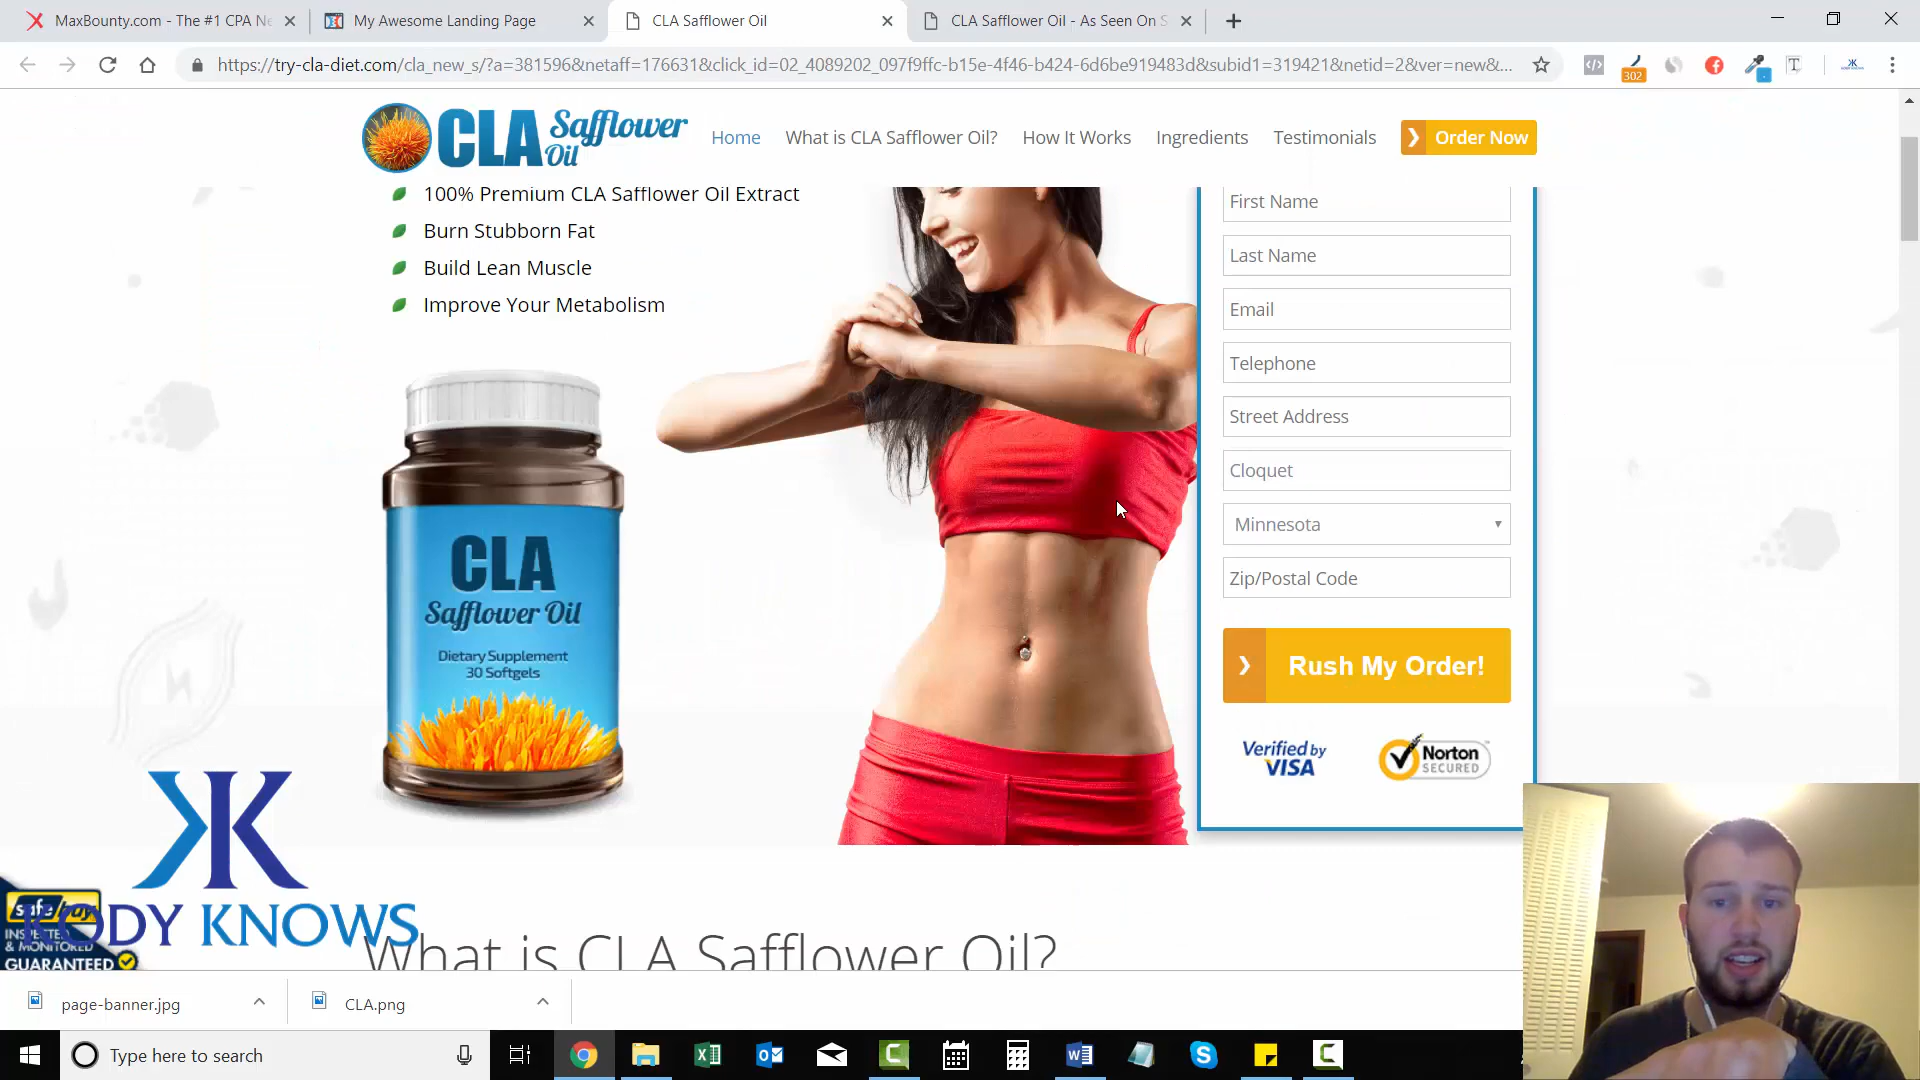 MaxBounty.com - The #1 CPA Ne
My Awesome Landing Page
CLA Safflower Oil
CLA Safflower Oil - As Seen On S
https://try-cla-diet.com/cla_new_s/?a=381596&netaff=176631&click_id=02_4089202_097f9ffc-b15e-4f46-b424-6d6be919483d&subid1=319421&netid=2&ver=new&...
302
CLA Safflower Oil
Home
What is CLA Safflower Oil?
How It Works
Ingredients
Testimonials
Order Now
100% Premium CLA Safflower Oil Extract
Burn Stubborn Fat
Build Lean Muscle
Improve Your Metabolism
First Name
Last Name
Email
Telephone
Street Address
Cloquet
Minnesota
Zip/Postal Code
Rush My Order!
Verified by
VISA
Norton
SECURED
CLA
Safflower Oil
Dietary Supplement
30 Softgels
KODY KNOWS
safe buy
INSPECTED
& MONITORED
GUARANTEED
What is CLA Safflower Oil?
page-banner.jpg
CLA.png
Type here to search